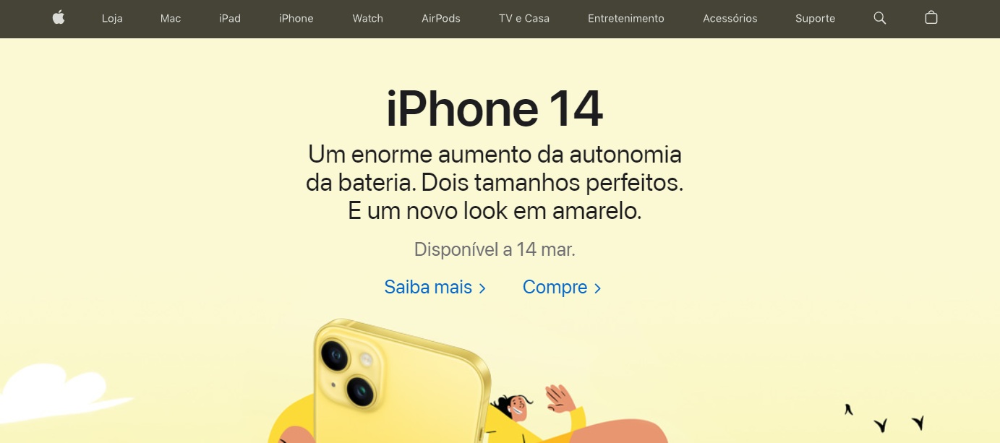 Loja Mac iPad iPhone Watch AirPods TV e Casa Entretenimento Acessórios Suporte
iPhone 14
Um enorme aumento da autonomia
da bateria. Dois tamanhos perfeitos.
E um novo look em amarelo.
Disponível a 14 mar.
Saiba mais > Compre >